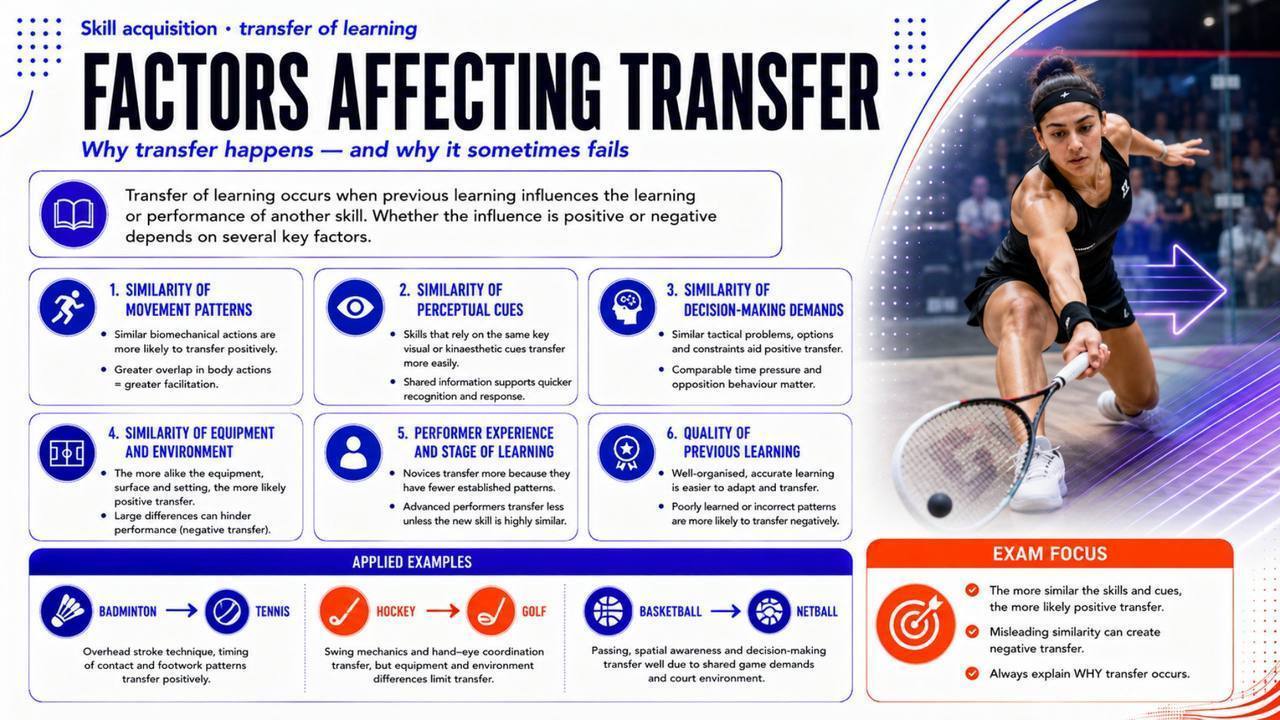 Skill acquisition · transfer of learning
FACTORS AFFECTING TRANSFER
Why transfer happens — and why it sometimes fails
Transfer of learning occurs when previous learning influences the learning
or performance of another skill. Whether the influence is positive or negative
depends on several key factors.
1. SIMILARITY OF
MOVEMENT PATTERNS
• Similar biomechanical actions are
more likely to transfer positively.
• Greater overlap in body actions
= greater facilitation.
2. SIMILARITY OF
PERCEPTUAL CUES
• Skills that rely on the same key
visual or kinaesthetic cues transfer
more easily.
• Shared information supports quicker
recognition and response.
3. SIMILARITY OF
DECISION-MAKING DEMANDS
• Similar tactical problems, options
and constraints aid positive transfer.
• Comparable time pressure and
opposition behaviour matter.
4. SIMILARITY OF EQUIPMENT
AND ENVIRONMENT
• The more alike the equipment,
surface and setting, the more likely
positive transfer.
• Large differences can hinder
performance (negative transfer).
5. PERFORMER EXPERIENCE
AND STAGE OF LEARNING
• Novices transfer more because they
have fewer established patterns.
• Advanced performers transfer less
unless the new skill is highly similar.
6. QUALITY OF
PREVIOUS LEARNING
• Well-organised, accurate learning
is easier to adapt and transfer.
• Poorly learned or incorrect patterns
are more likely to transfer negatively.
APPLIED EXAMPLES
BADMINTON → TENNIS
Overhead stroke technique, timing
of contact and footwork patterns
transfer positively.
HOCKEY → GOLF
Swing mechanics and hand–eye coordination
transfer, but equipment and environment
differences limit transfer.
BASKETBALL → NETBALL
Passing, spatial awareness and decision-making
transfer well due to shared game demands
and court environment.
EXAM FOCUS
The more similar the skills and cues,
the more likely positive transfer.
Misleading similarity can create
negative transfer.
Always explain WHY transfer occurs.